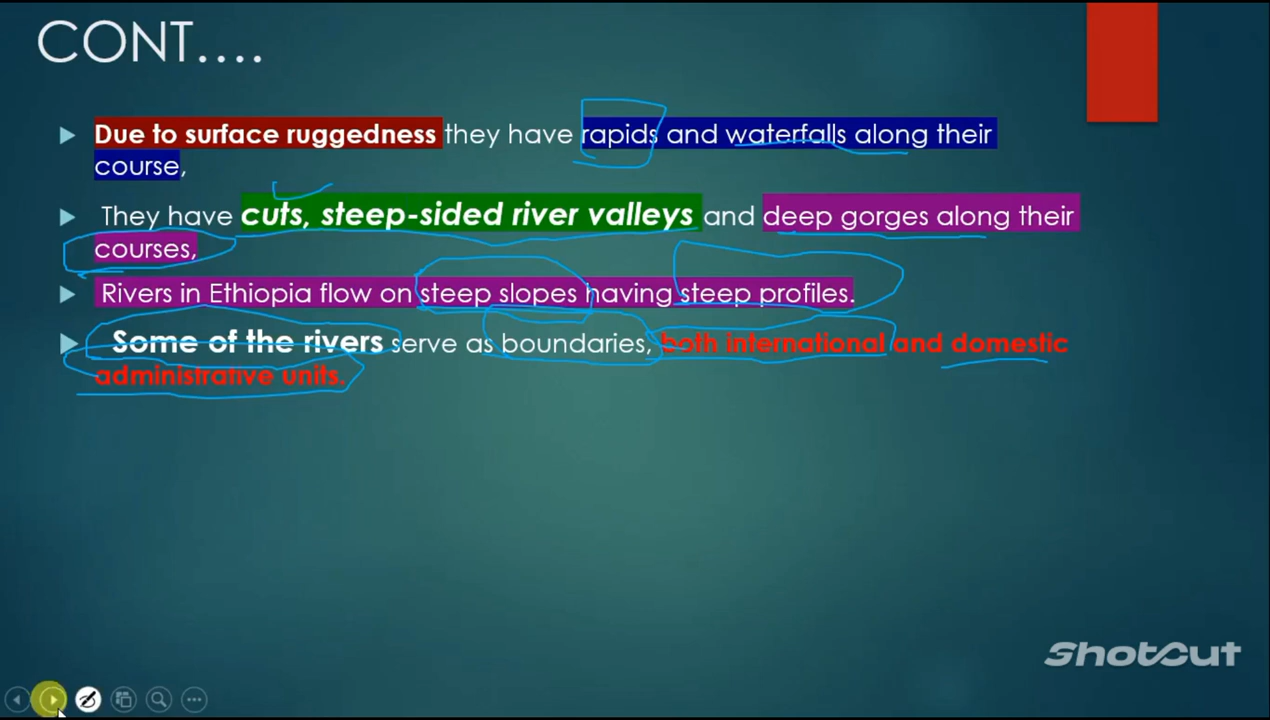 CONT....
Due to surface ruggedness they have rapids and waterfalls along their
course,
They have cuts, steep-sided river valleys and deep gorges along their
courses,
Rivers in Ethiopia flow on steep slopes having steep profiles.
Some of the rivers serve as boundaries, both international and domestic
administrative units.
Shotcut